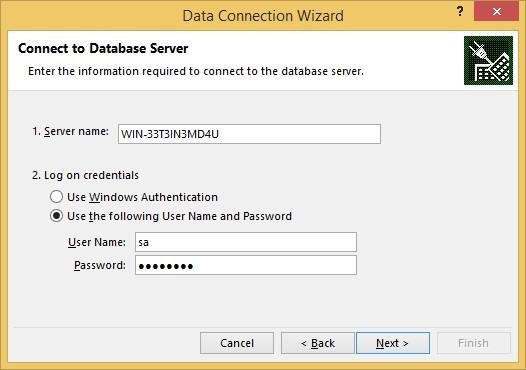 Data Connection Wizard
?
Connect to Database Server
Enter the information required to connect to the database server.
1. Server name: WIN-33T3IN3MD4U
2. Log on credentials
Use Windows Authentication
Use the following User Name and Password
User Name: sa
Password: ●●●●●●●●
Cancel < Back Next > Finish